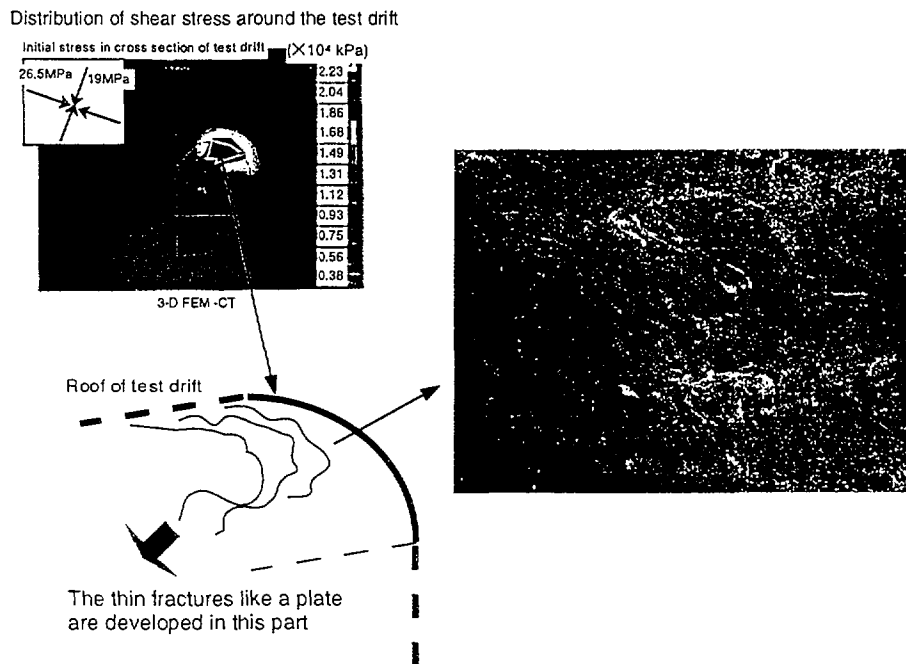 Distribution of shear stress around the test drift
Initial stress in cross section of test drift
(×10⁴ kPa)
26.5MPa
19MPa
2.23
2.04
1.86
1.68
1.49
1.31
1.12
0.93
0.75
0.56
0.38
3-D FEM -CT
Roof of test drift
The thin fractures like a plate
are developed in this part